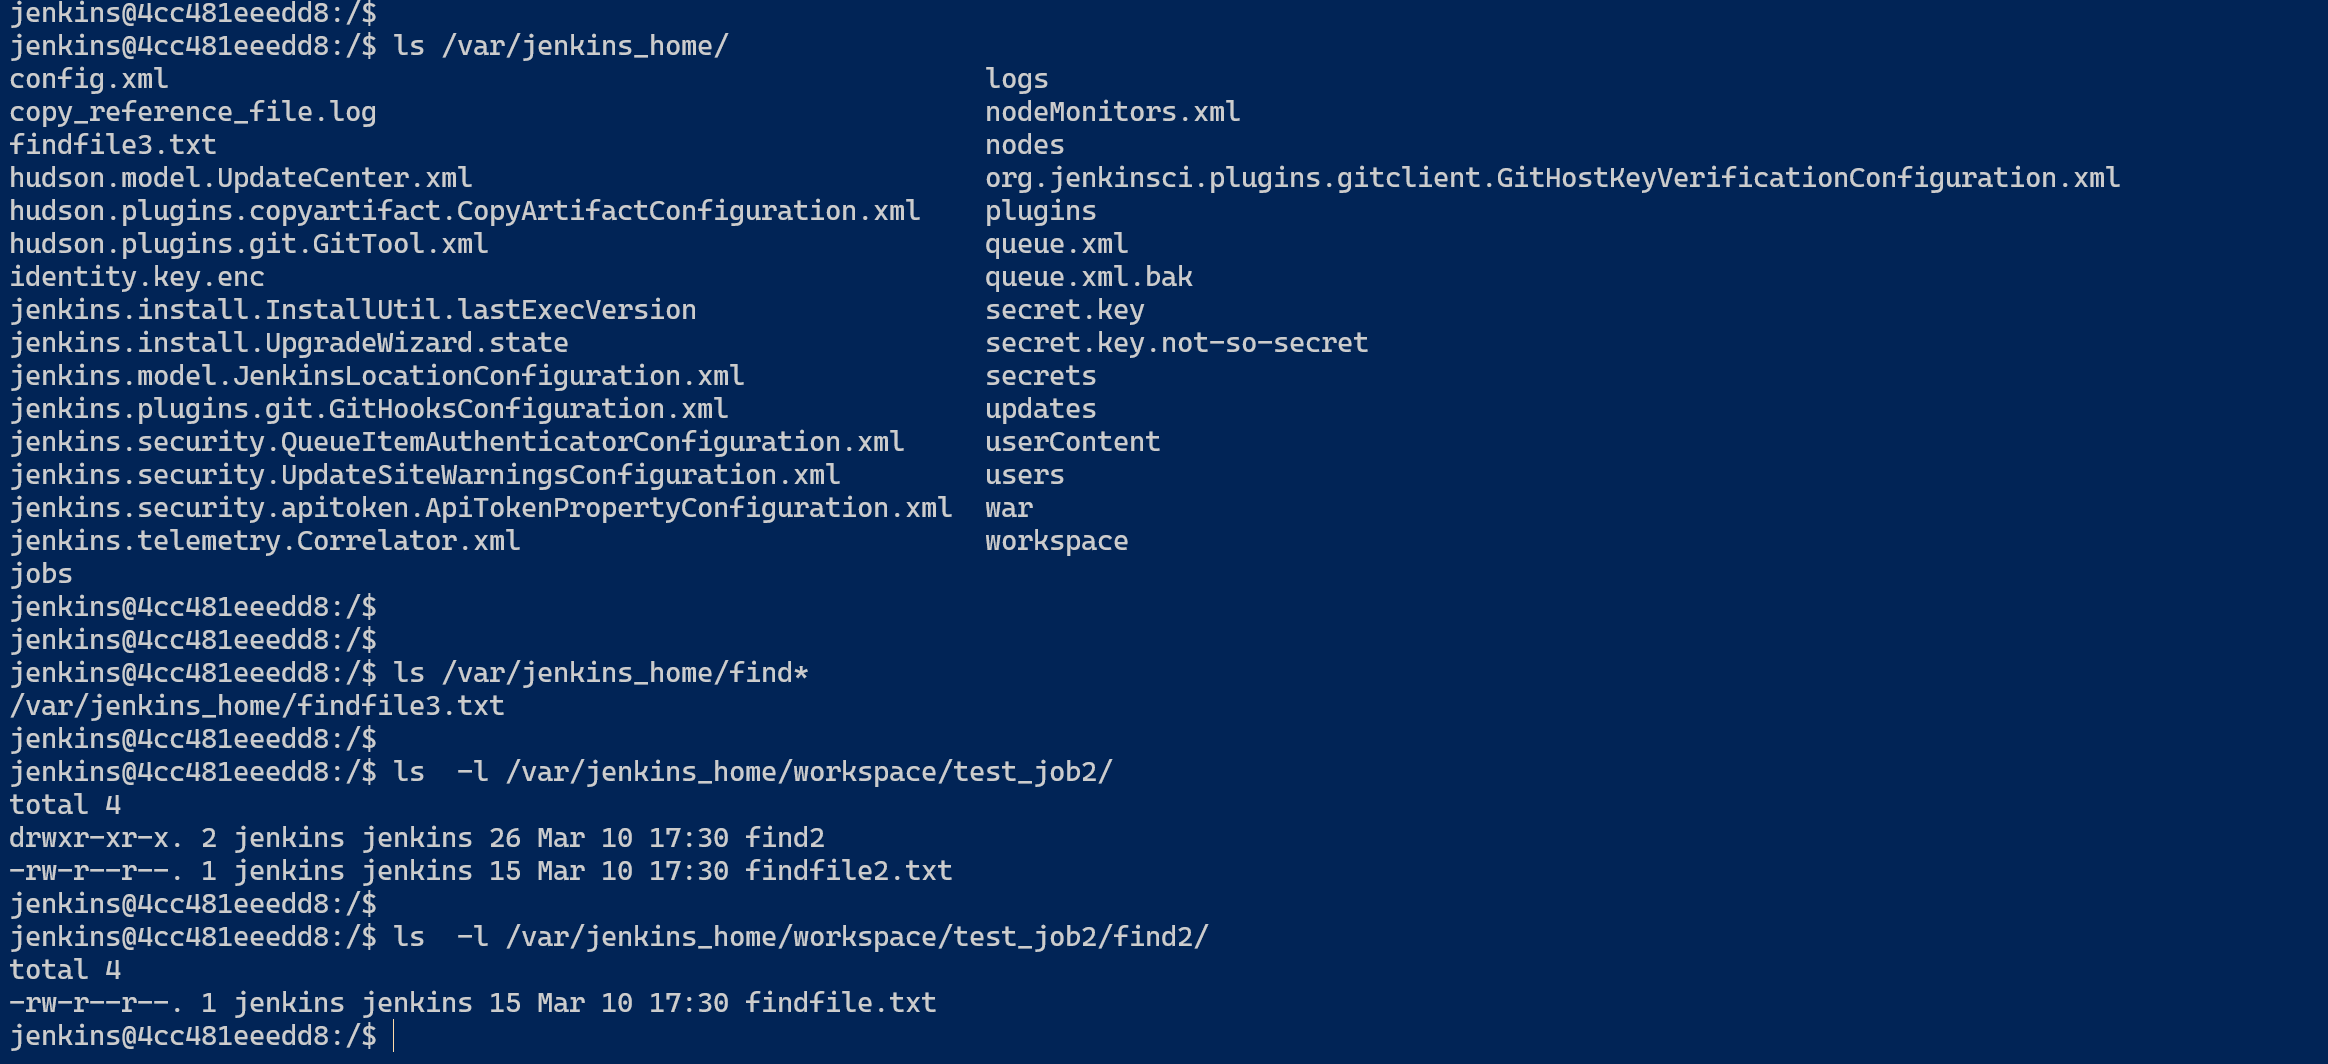 jenkins@4cc481eeedd8:/$
jenkins@4cc481eeedd8:/$ ls /var/jenkins_home/
config.xml                                                   logs
copy_reference_file.log                                      nodeMonitors.xml
findfile3.txt                                                nodes
hudson.model.UpdateCenter.xml                                org.jenkinsci.plugins.gitclient.GitHostKeyVerificationConfiguration.xml
hudson.plugins.copyartifact.CopyArtifactConfiguration.xml    plugins
hudson.plugins.git.GitTool.xml                               queue.xml
identity.key.enc                                             queue.xml.bak
jenkins.install.InstallUtil.lastExecVersion                  secret.key
jenkins.install.UpgradeWizard.state                          secret.key.not-so-secret
jenkins.model.JenkinsLocationConfiguration.xml               secrets
jenkins.plugins.git.GitHooksConfiguration.xml                updates
jenkins.security.QueueItemAuthenticatorConfiguration.xml     userContent
jenkins.security.UpdateSiteWarningsConfiguration.xml         users
jenkins.security.apitoken.ApiTokenPropertyConfiguration.xml  war
jenkins.telemetry.Correlator.xml                             workspace
jobs
jenkins@4cc481eeedd8:/$
jenkins@4cc481eeedd8:/$
jenkins@4cc481eeedd8:/$ ls /var/jenkins_home/find*
/var/jenkins_home/findfile3.txt
jenkins@4cc481eeedd8:/$
jenkins@4cc481eeedd8:/$ ls  -l /var/jenkins_home/workspace/test_job2/
total 4
drwxr-xr-x. 2 jenkins jenkins 26 Mar 10 17:30 find2
-rw-r--r--. 1 jenkins jenkins 15 Mar 10 17:30 findfile2.txt
jenkins@4cc481eeedd8:/$
jenkins@4cc481eeedd8:/$ ls  -l /var/jenkins_home/workspace/test_job2/find2/
total 4
-rw-r--r--. 1 jenkins jenkins 15 Mar 10 17:30 findfile.txt
jenkins@4cc481eeedd8:/$